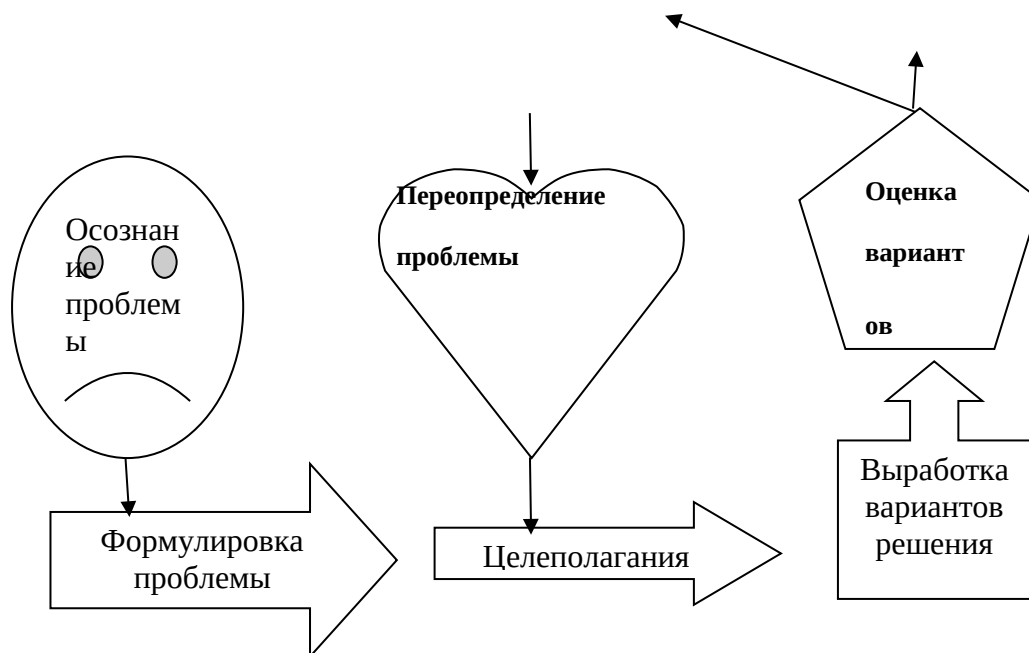 Осознан
ие
проблем
ы
Формулировка
проблемы
Переопределение
проблемы
Целеполагания
Оценка
вариант
ов
Выработка
вариантов
решения